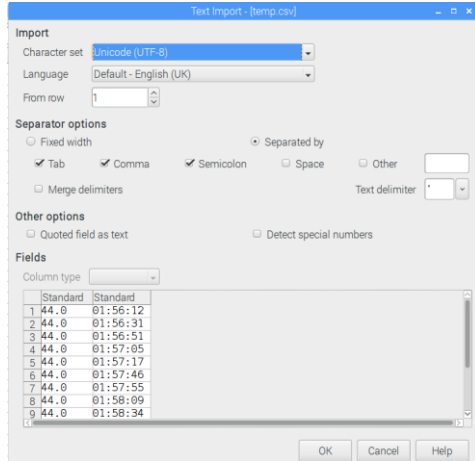 Text Import - [temp.csv]
Import
Character set Unicode (UTF-8)
Language Default - English (UK)
From row 1
Separator options
Fixed width Separated by
Tab Comma Semicolon Space Other
Merge delimiters Text delimiter "
Other options
Quoted field as text Detect special numbers
Fields
Column type
Standard Standard
1 44.0 01:56:12
2 44.0 01:56:31
3 44.0 01:56:51
4 44.0 01:57:05
5 44.0 01:57:17
6 44.0 01:57:46
7 44.0 01:57:55
8 44.0 01:58:09
9 44.0 01:58:34
OK Cancel Help